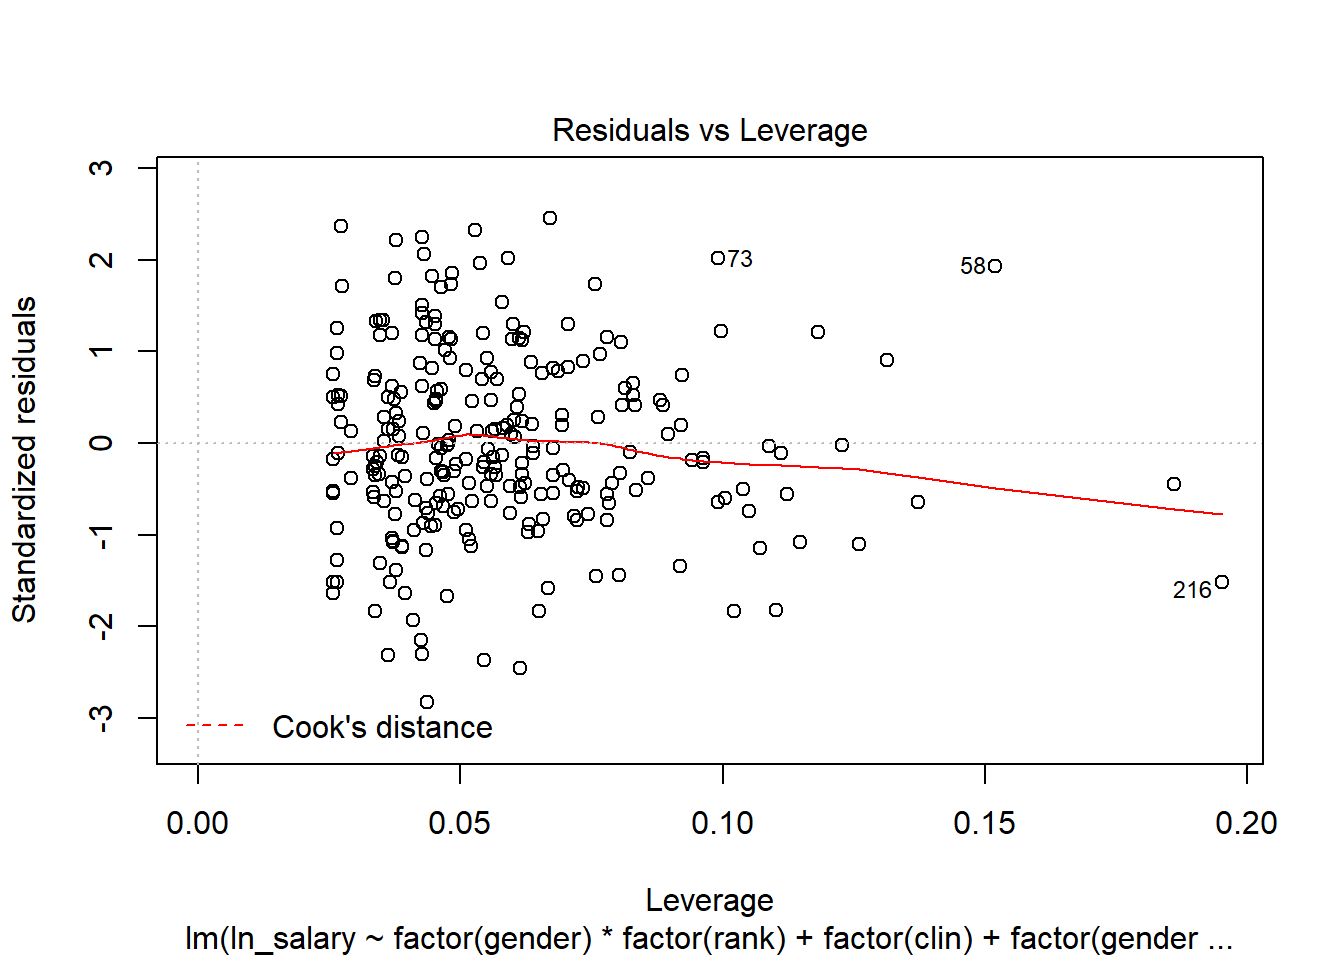 Residuals vs Leverage
Standardized residuals
3
2
1
0
-1
-2
-3
73
58
216
Cook's distance
0.00 0.05 0.10 0.15 0.20
Leverage
lm(ln_salary ~ factor(gender) * factor(rank) + factor(clin) + factor(gender ...